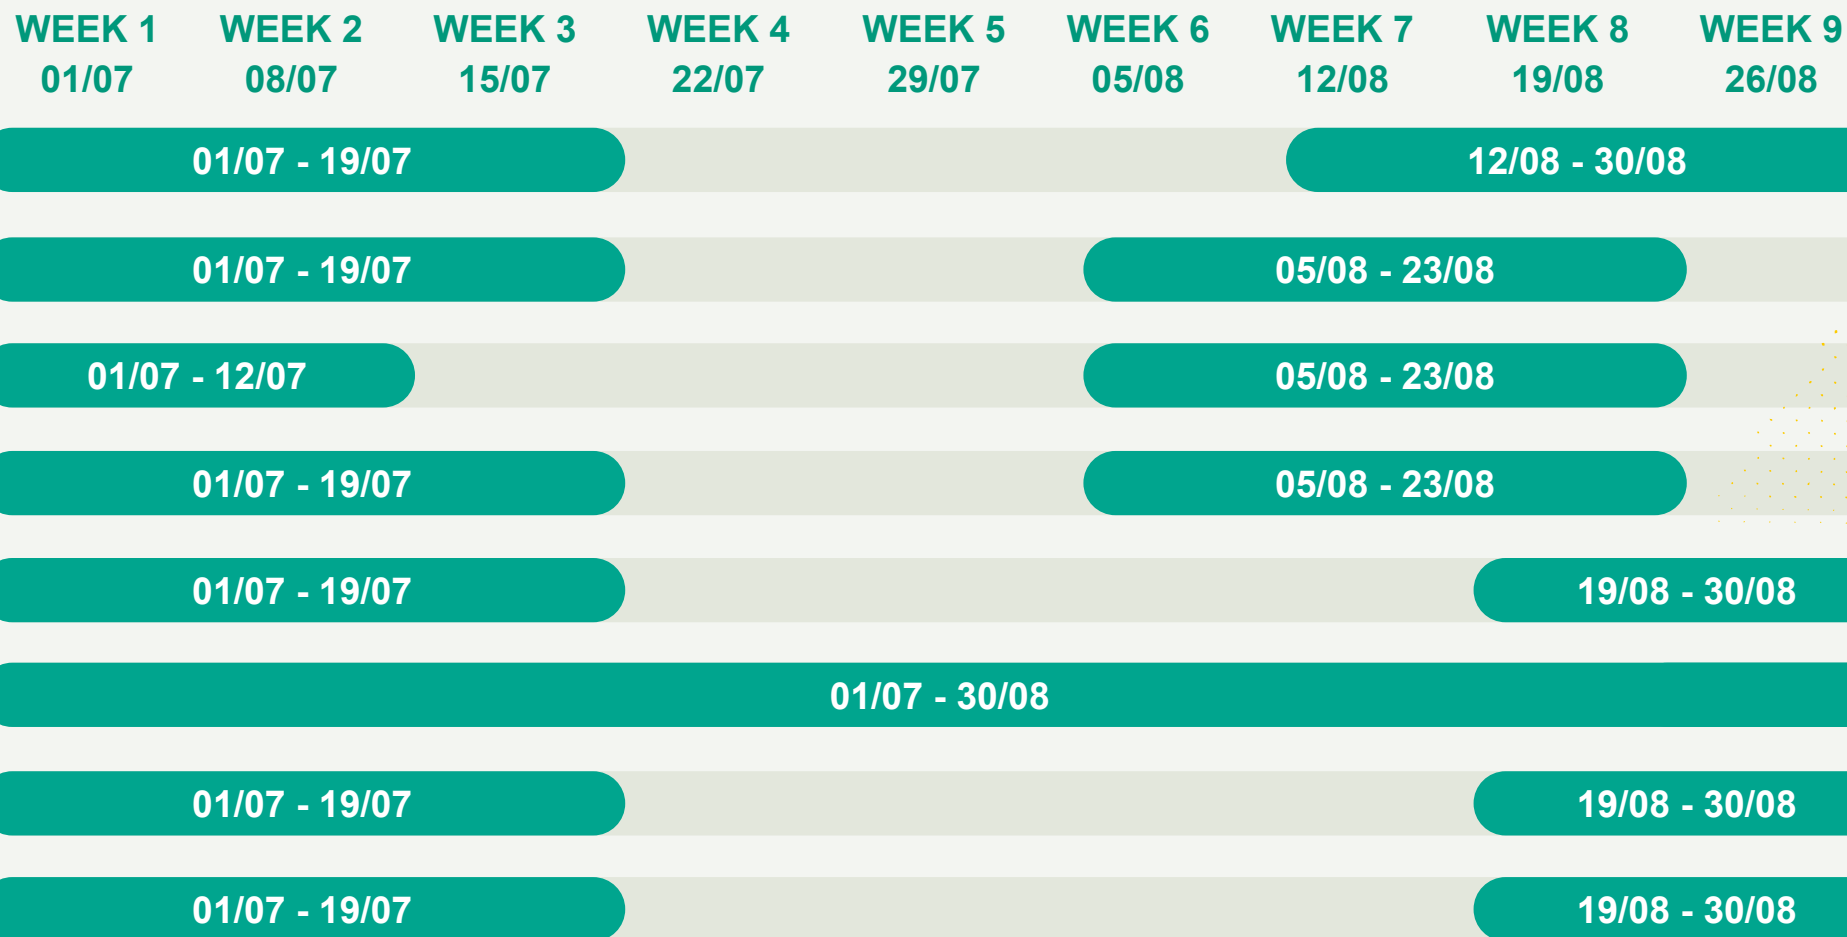 WEEK 1 WEEK 2 WEEK 3 WEEK 4 WEEK 5 WEEK 6 WEEK 7 WEEK 8 WEEK 9
01/07 08/07 15/07 22/07 29/07 05/08 12/08 19/08 26/08
01/07 - 19/07 12/08 - 30/08
01/07 - 19/07 05/08 - 23/08
01/07 - 12/07 05/08 - 23/08
01/07 - 19/07 05/08 - 23/08
01/07 - 19/07 19/08 - 30/08
01/07 - 30/08
01/07 - 19/07 19/08 - 30/08
01/07 - 19/07 19/08 - 30/08